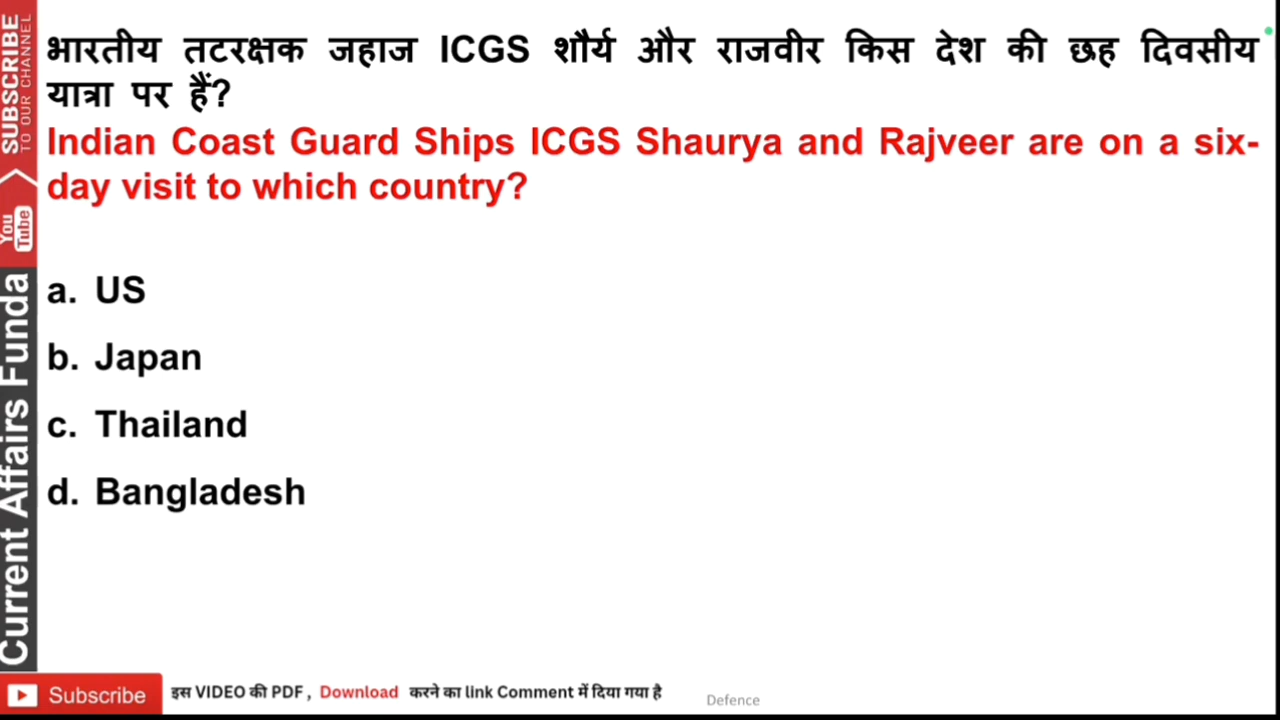 भारतीय तटरक्षक जहाज ICGS शौर्य और राजवीर किस देश की छह दिवसीय
यात्रा पर हैं?
Indian Coast Guard Ships ICGS Shaurya and Rajveer are on a six-
day visit to which country?
a. US
b. Japan
c. Thailand
d. Bangladesh
SUBSCRIBE
TO OUR CHANNEL
You
Tube
Current Affairs Funda
Subscribe
इस VIDEO की PDF , Download करने का link Comment में दिया गया है
Defence